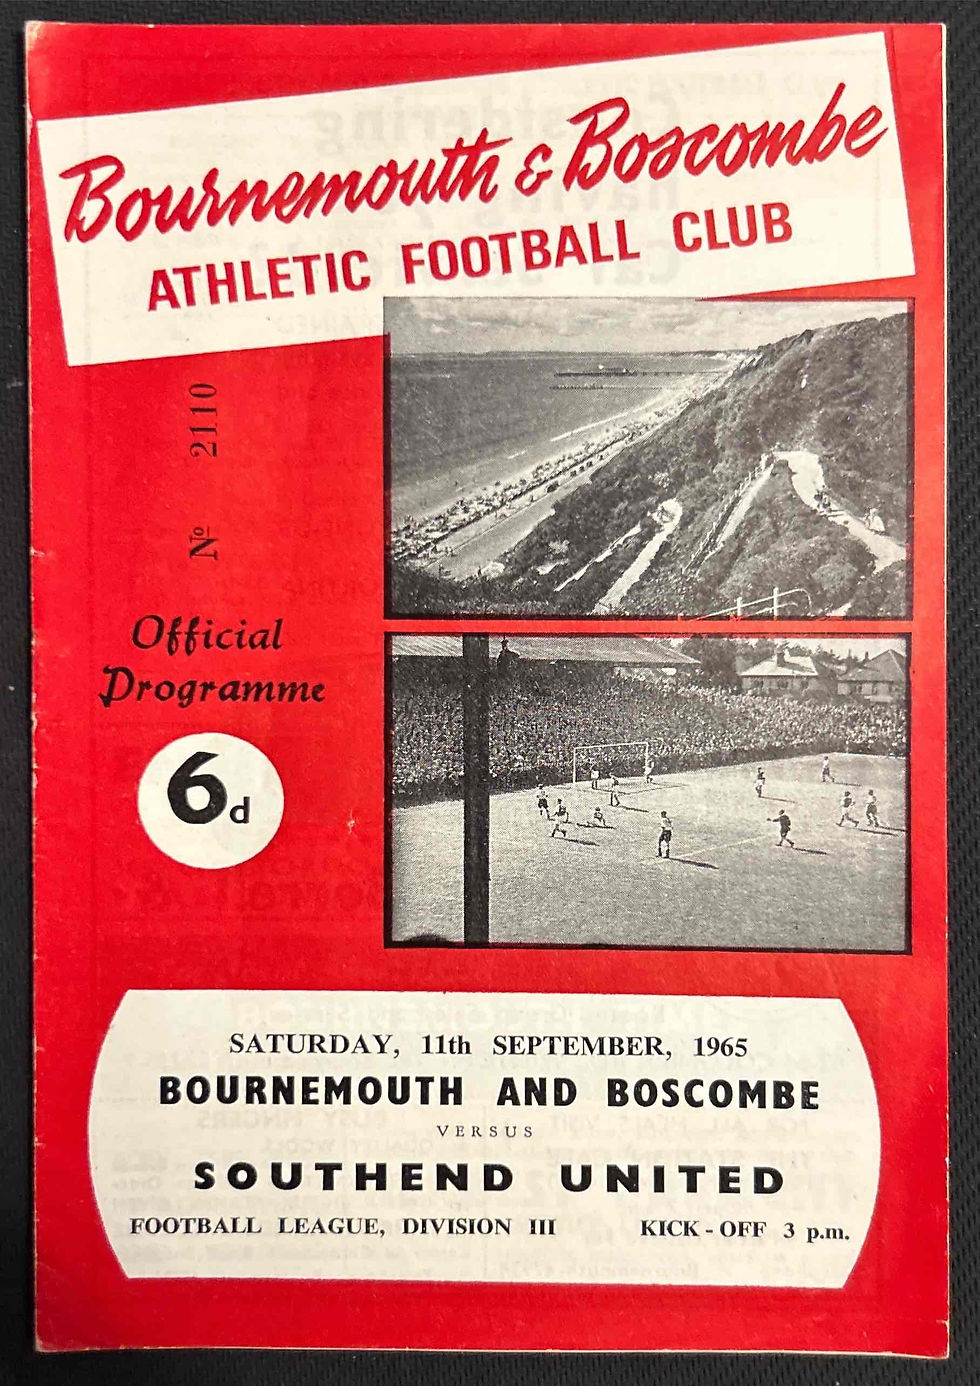 Bournemouth & Boscombe
ATHLETIC FOOTBALL CLUB
Nº 2110
Official
Programme
6d
SATURDAY, 11th SEPTEMBER, 1965
BOURNEMOUTH AND BOSCOMBE
VERSUS
SOUTHEND UNITED
FOOTBALL LEAGUE, DIVISION III KICK-OFF 3 p.m.